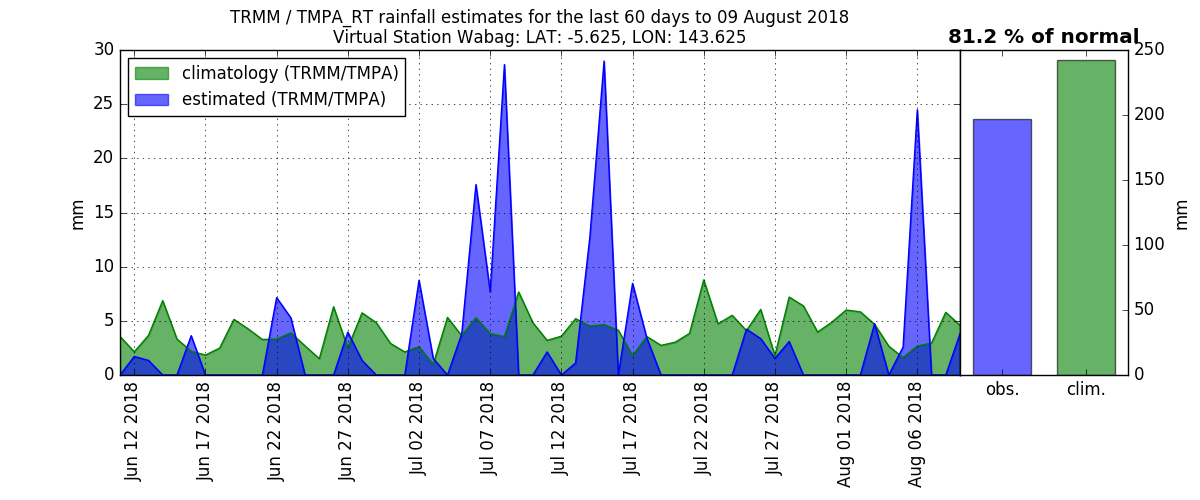 TRMM / TMPA_RT rainfall estimates for the last 60 days to 09 August 2018
Virtual Station Wabag: LAT: -5.625, LON: 143.625
81.2 % of normal
climatology (TRMM/TMPA)
estimated (TRMM/TMPA)
30
25
20
15
10
5
0
mm
Jun 12 2018
Jun 17 2018
Jun 22 2018
Jun 27 2018
Jul 02 2018
Jul 07 2018
Jul 12 2018
Jul 17 2018
Jul 22 2018
Jul 27 2018
Aug 01 2018
Aug 06 2018
obs.
clim.
250
200
150
100
50
0
mm